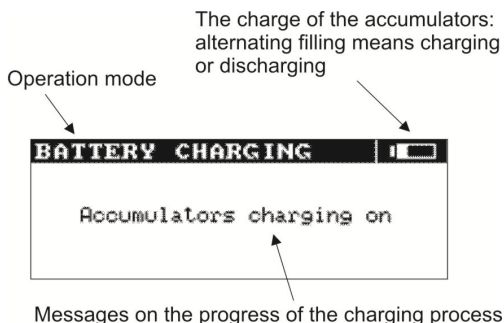 The charge of the accumulators:
alternating filling means charging
or discharging
Operation mode
BATTERY CHARGING
Accumulators charging on
Messages on the progress of the charging process